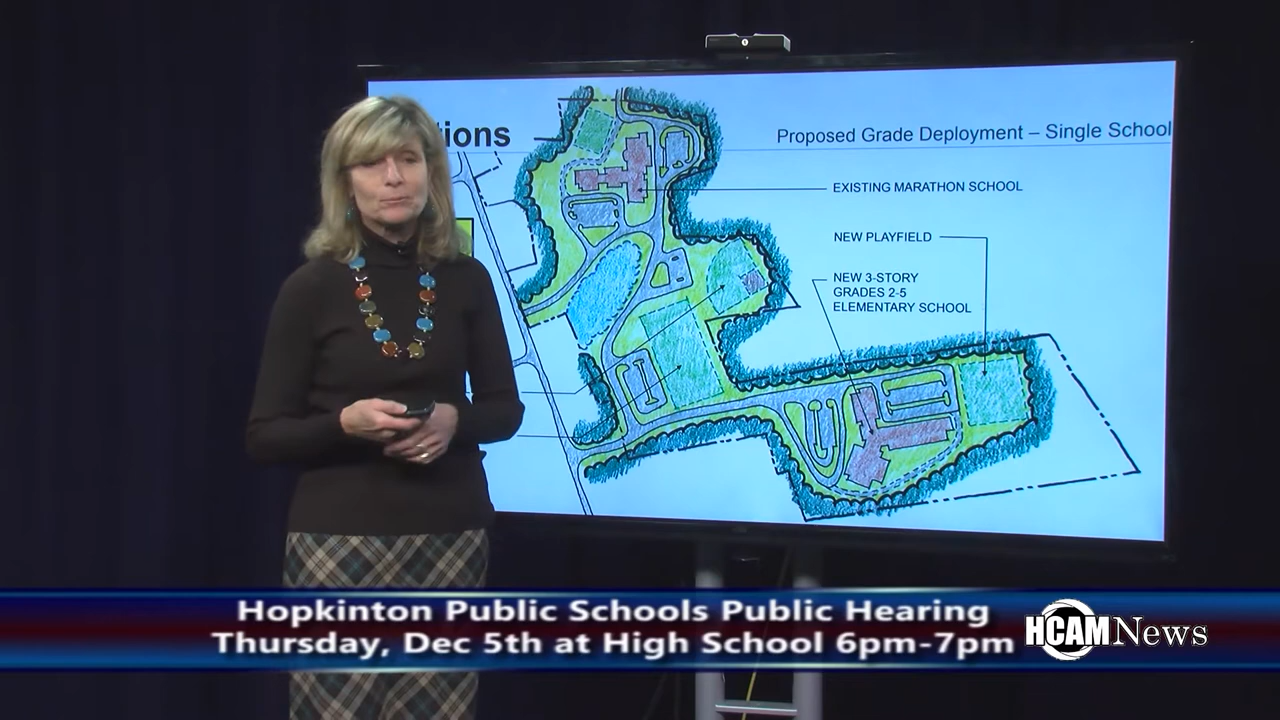 tions
Proposed Grade Deployment – Single School
EXISTING MARATHON SCHOOL
NEW PLAYFIELD
NEW 3-STORY
GRADES 2-5
ELEMENTARY SCHOOL
Hopkinton Public Schools Public Hearing
Thursday, Dec 5th at High School 6pm-7pm
HCAM News